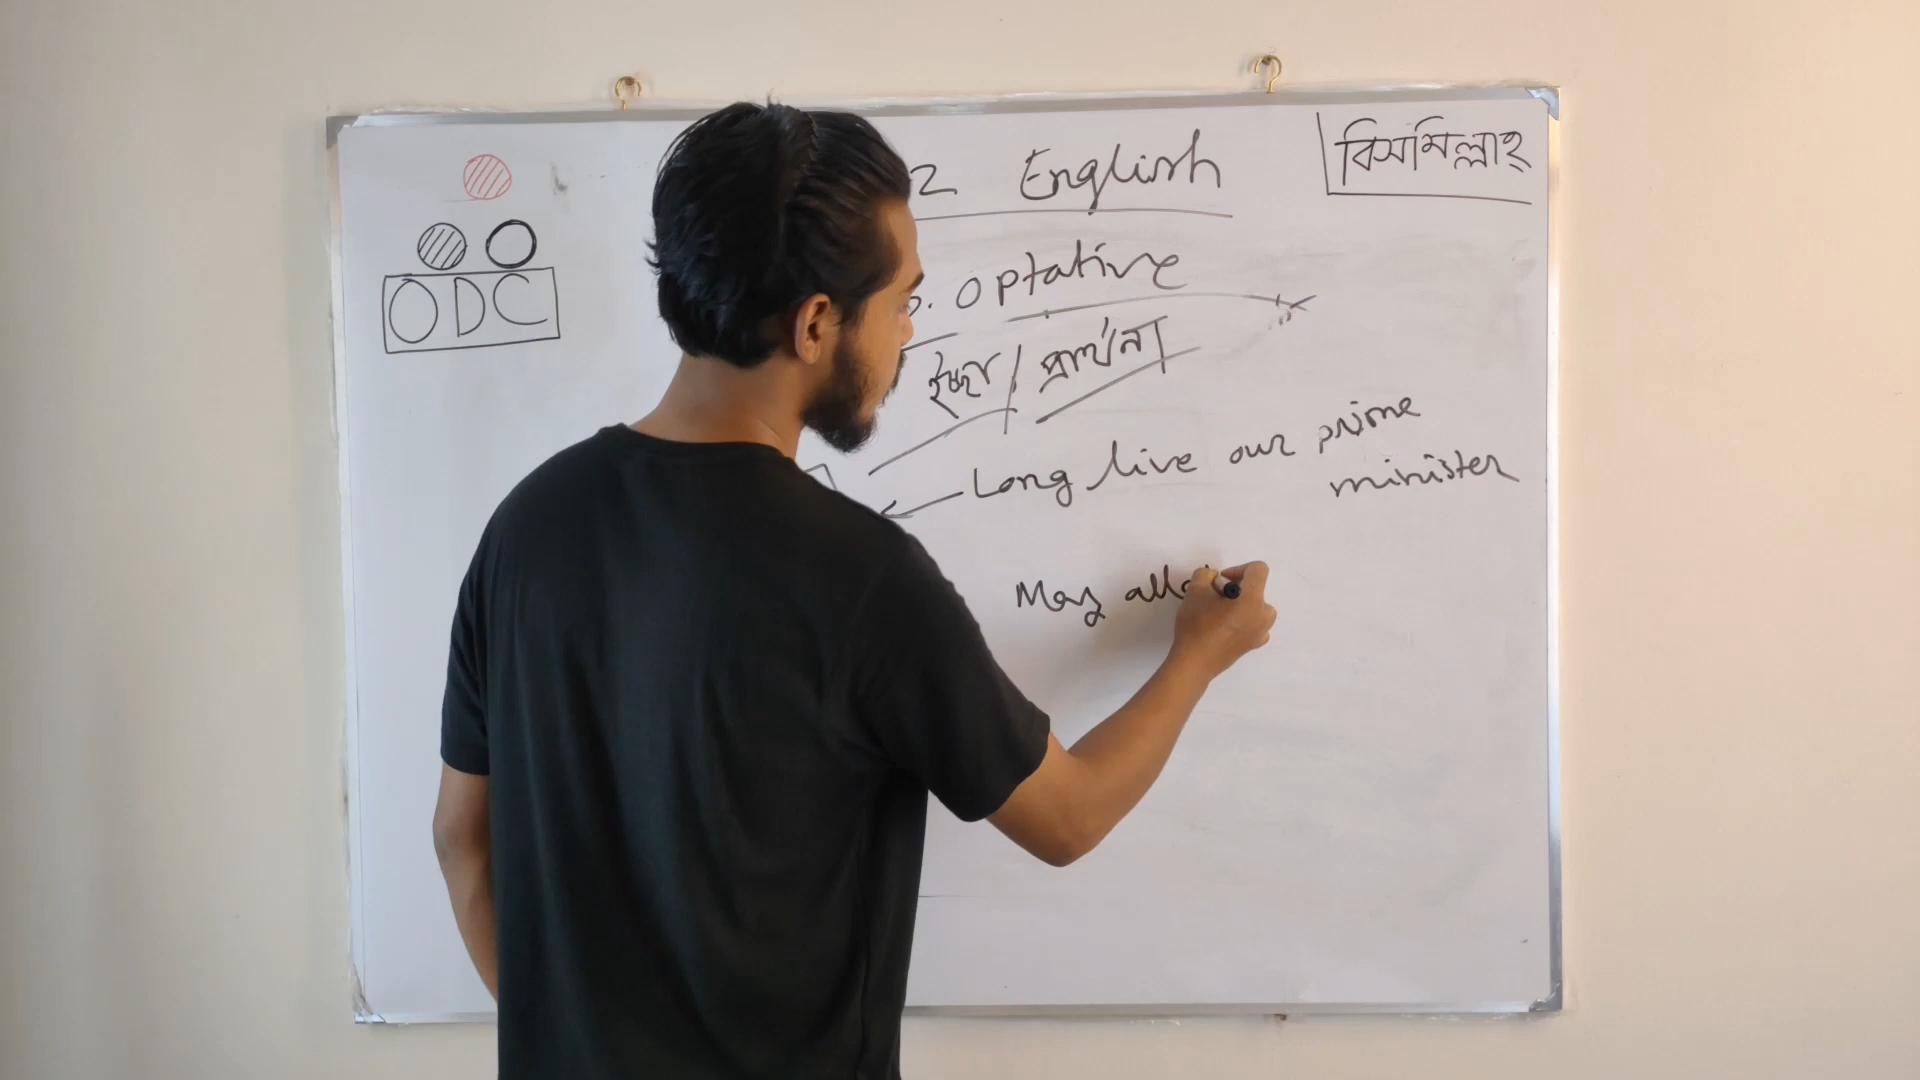 বিসমিল্লাহ
2 English
ODC
Optative
ইচ্ছা / প্রার্থনা
Long live our prime
minister
May